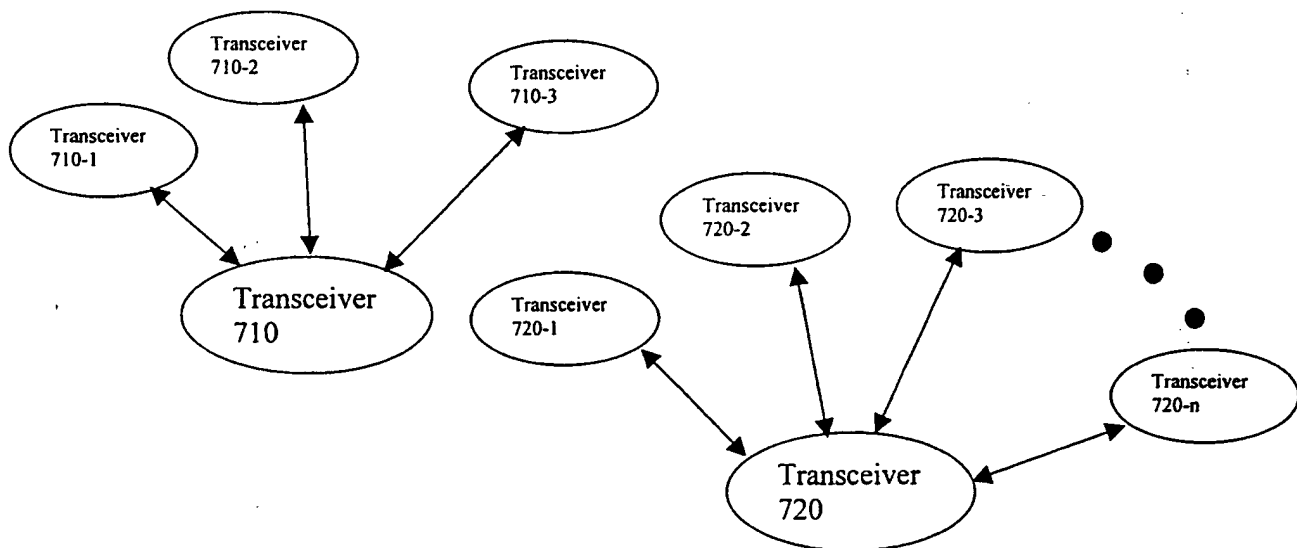 Transceiver
710-2
Transceiver
710-3
Transceiver
710-1
Transceiver
710
Transceiver
720-2
Transceiver
720-3
Transceiver
720-1
Transceiver
720-n
Transceiver
720